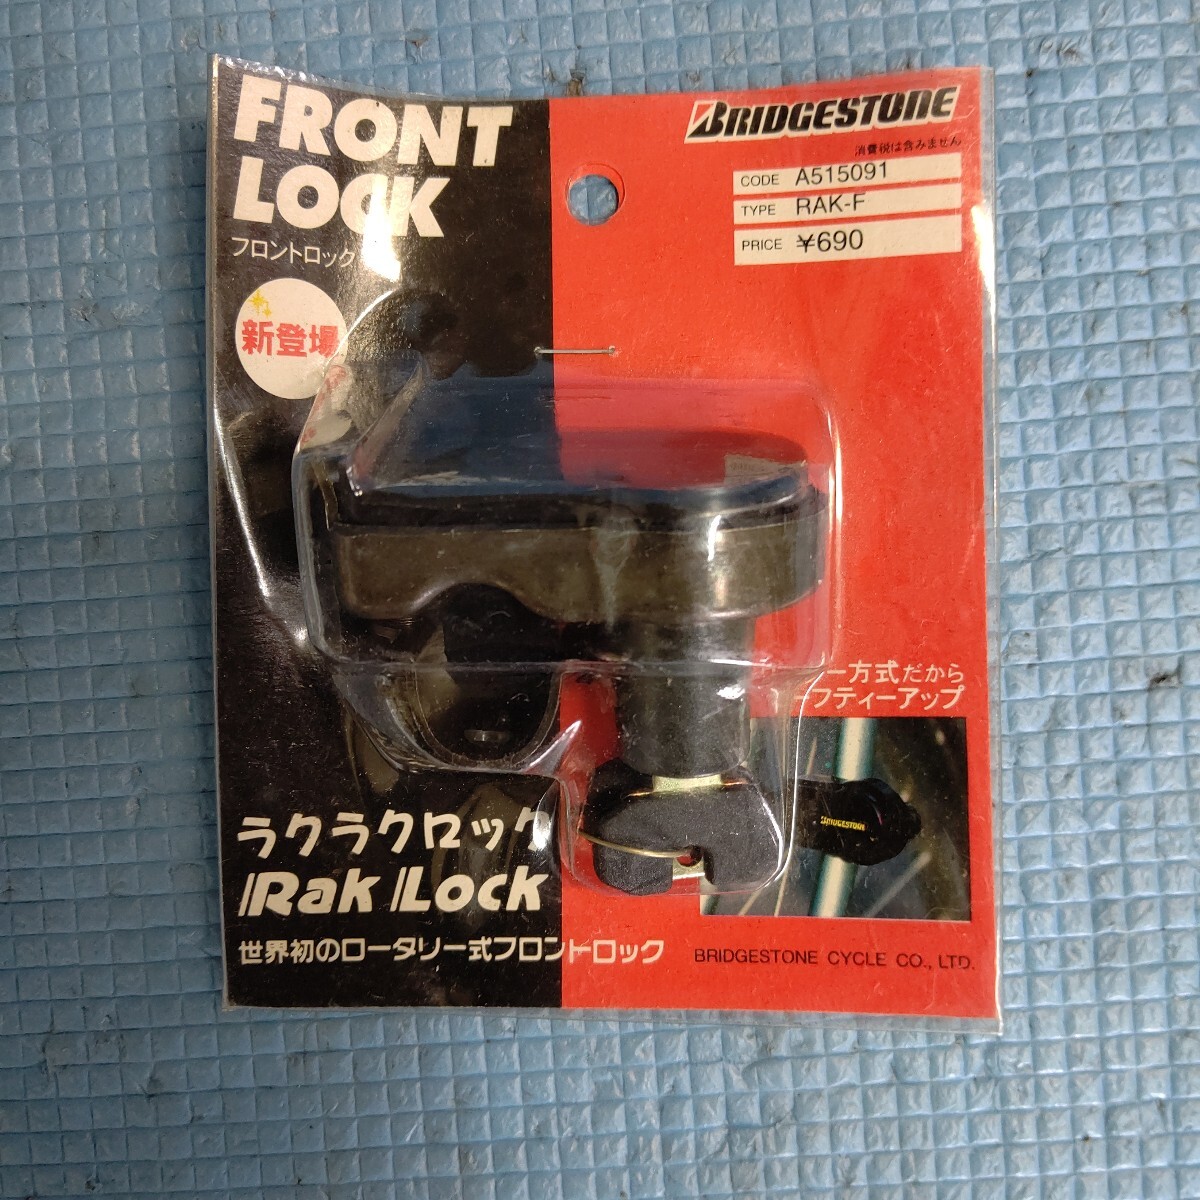 FRONT
LOCK
フロントロック
新登場
BRIDGESTONE
消費税は含みません
CODE A515091
TYPE RAK-F
PRICE ¥690
ー方式だから
ーフティーアップ
BRIDGESTONE
ラクラクロック
Rak Lock
世界初のロータリー式フロントロック
BRIDGESTONE CYCLE CO., LTD.